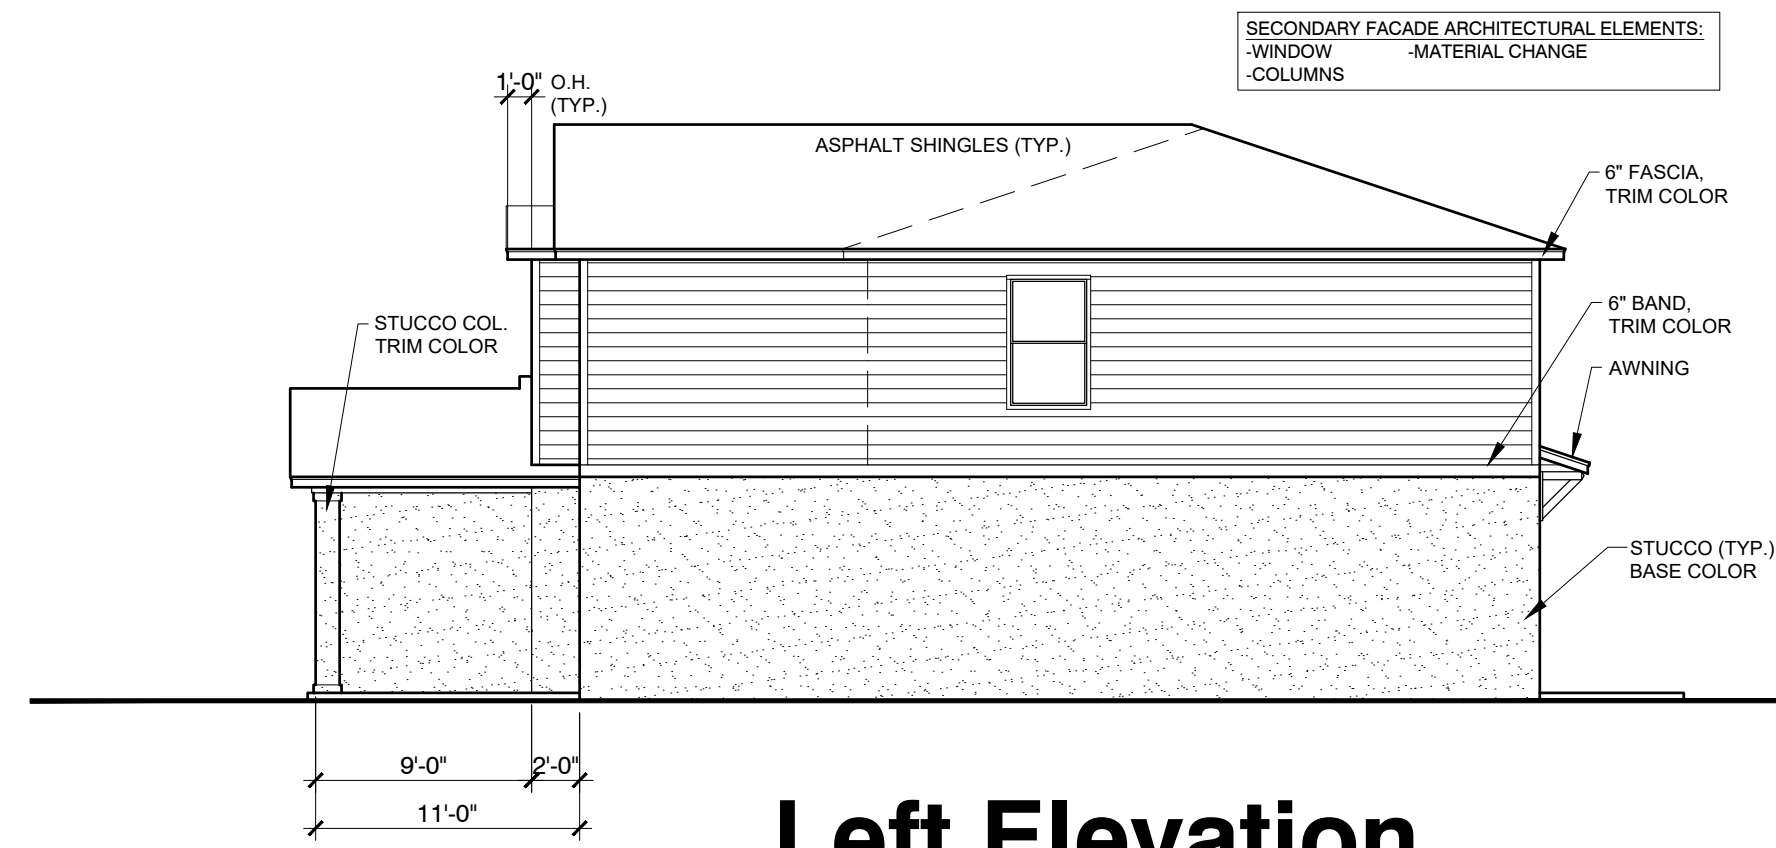 SECONDARY FACADE ARCHITECTURAL ELEMENTS:
-WINDOW -MATERIAL CHANGE
-COLUMNS
1'-0" O.H.
(TYP.)
ASPHALT SHINGLES (TYP.)
6" FASCIA,
TRIM COLOR
6" BAND,
TRIM COLOR
STUCCO COL.
TRIM COLOR
AWNING
STUCCO (TYP.)
BASE COLOR
9'-0" 2'-0"
11'-0"
Left Elevation